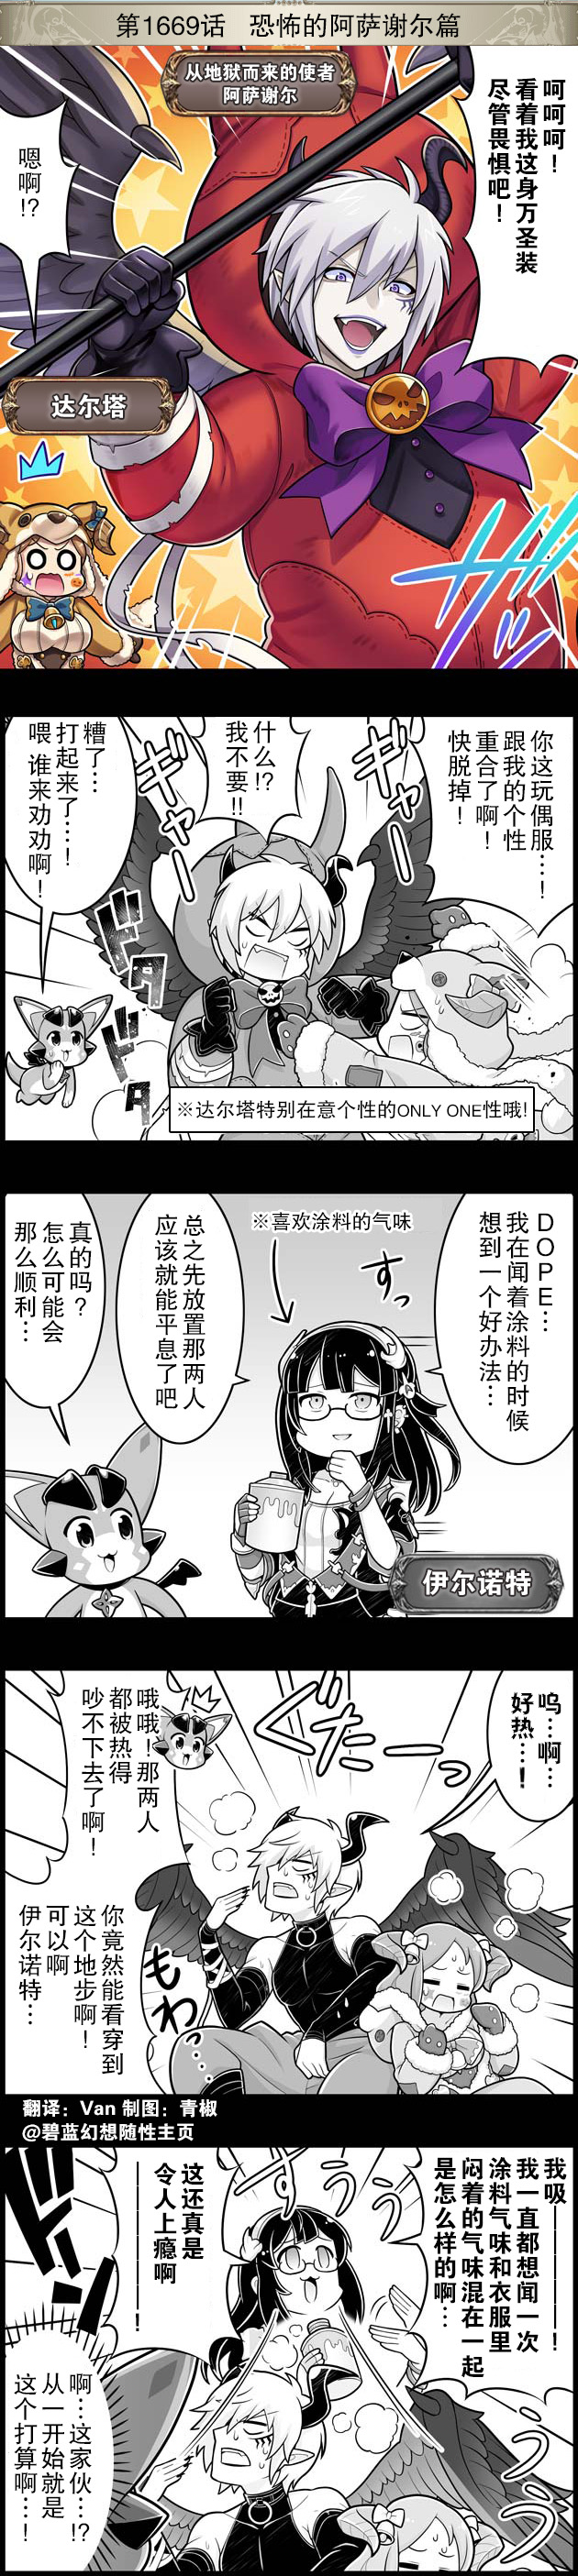 第1669话 恐怖的阿萨谢尔篇
从地狱而来的使者
阿萨谢尔
呵呵呵！
看着我这身万圣装
尽管畏惧吧！
嗯啊!?
达尔塔
你这玩偶服…！
跟我的个性
重合了啊！
快脱掉！
ギャー
ギャー
什么!?
我不要!!
糟了…
打起来了…！
喂谁来劝劝啊！
ドタ
ドタ
※达尔塔特别在意个性的ONLY ONE性哦!
DOPE…
我在闻着涂料的时候
想到一个好办法…
すっ
※喜欢涂料的气味
总之先放置那两人
应该就能平息了吧
真的吗？
怎么可能会
那么顺利…
伊尔诺特
呜…啊…
好热…！
ぐたーっ
哦哦！那两人
都被热得
吵不下去了啊！
你竟然能看穿到
这个地步啊！
可以啊
伊尔诺特…
もわっ…
翻译：Van 制图：青椒
@碧蓝幻想随性主页
我吸————————！
我一直都想闻一次
涂料气味和衣服里
闷着的气味混在一起
是怎么样的啊…
这还真是
令人上瘾啊
————————！
啊…这家伙…!?
从一开始就是
这个打算啊…！
うぅぅ